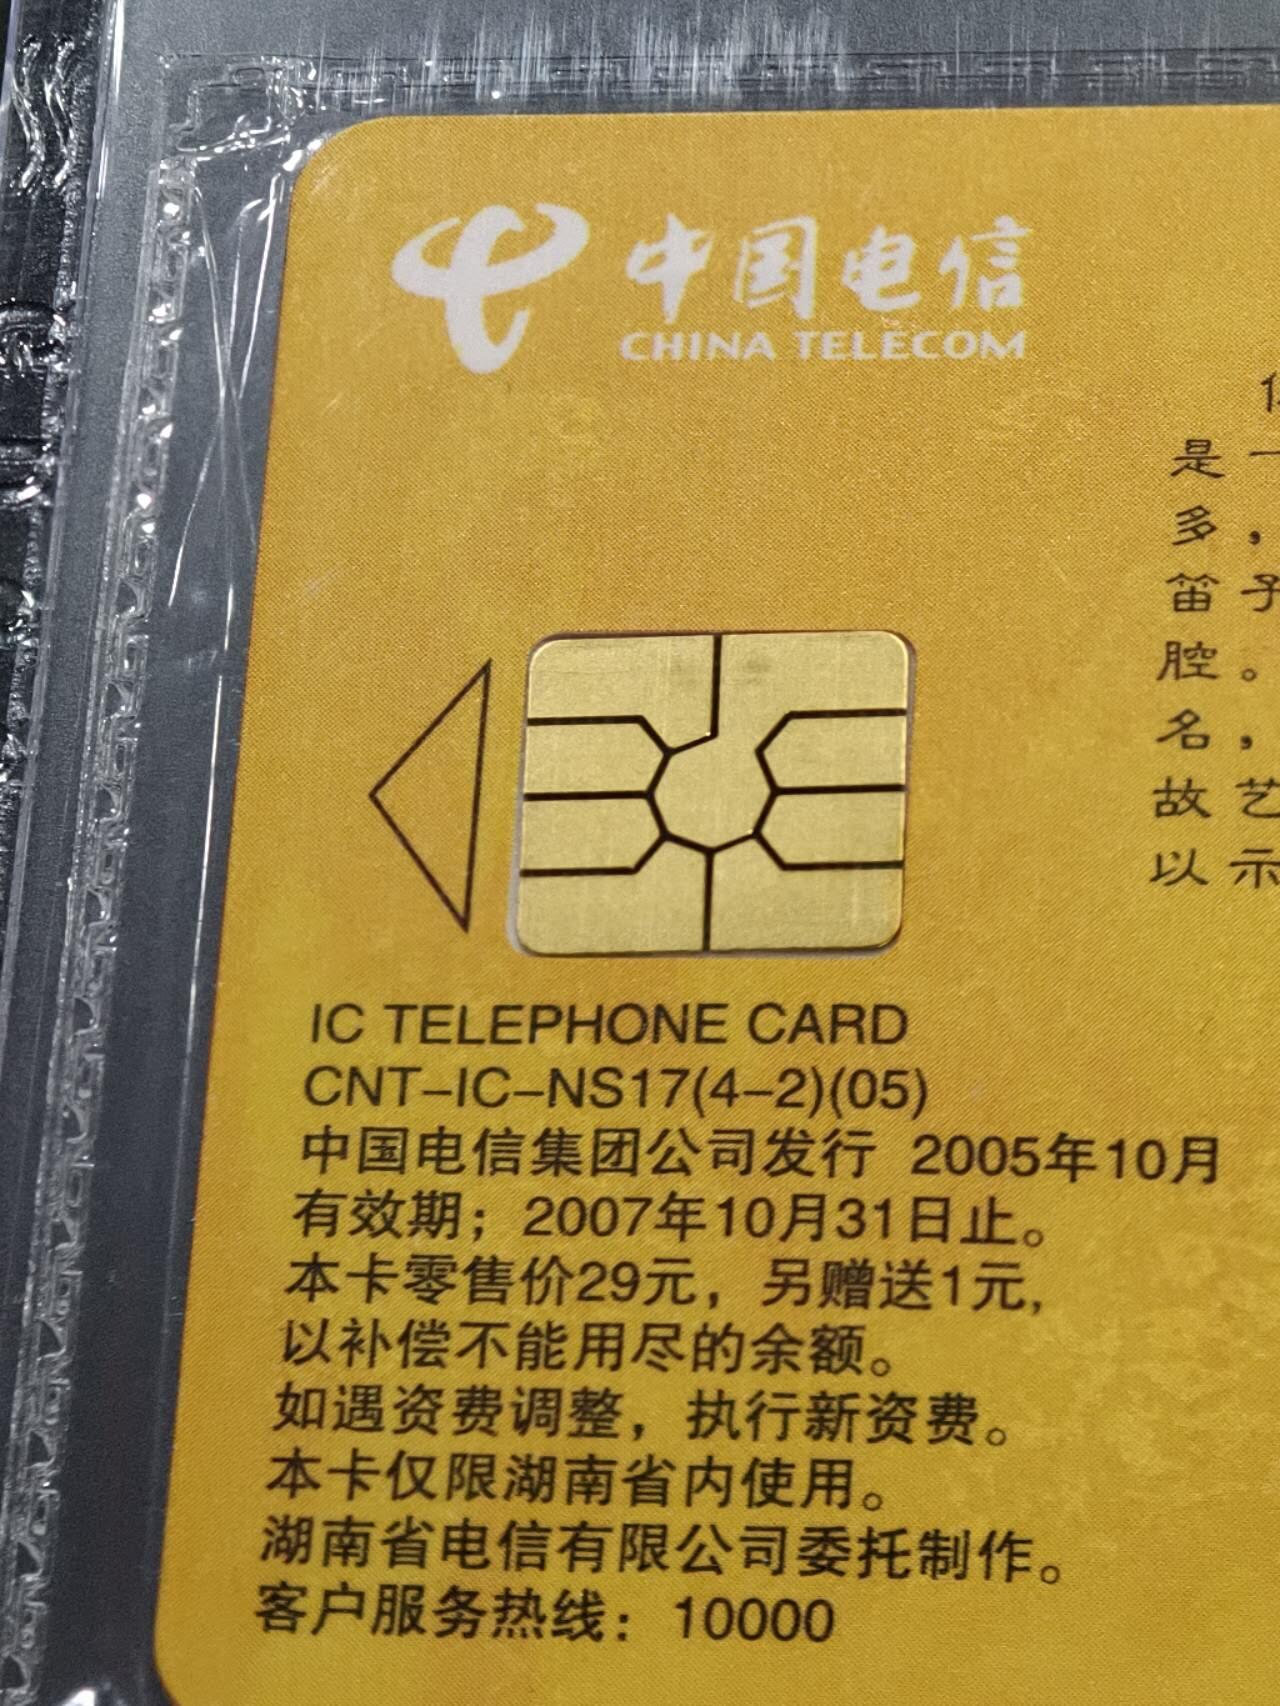 中国电信
CHINA TELECOM
是一
多，
笛子
腔。
名，
故艺
以示
IC TELEPHONE CARD
CNT-IC-NS17(4-2)(05)
中国电信集团公司发行 2005年10月
有效期；2007年10月31日止。
本卡零售价29元，另赠送1元，
以补偿不能用尽的余额。
如遇资费调整，执行新资费。
本卡仅限湖南省内使用。
湖南省电信有限公司委托制作。
客户服务热线：10000